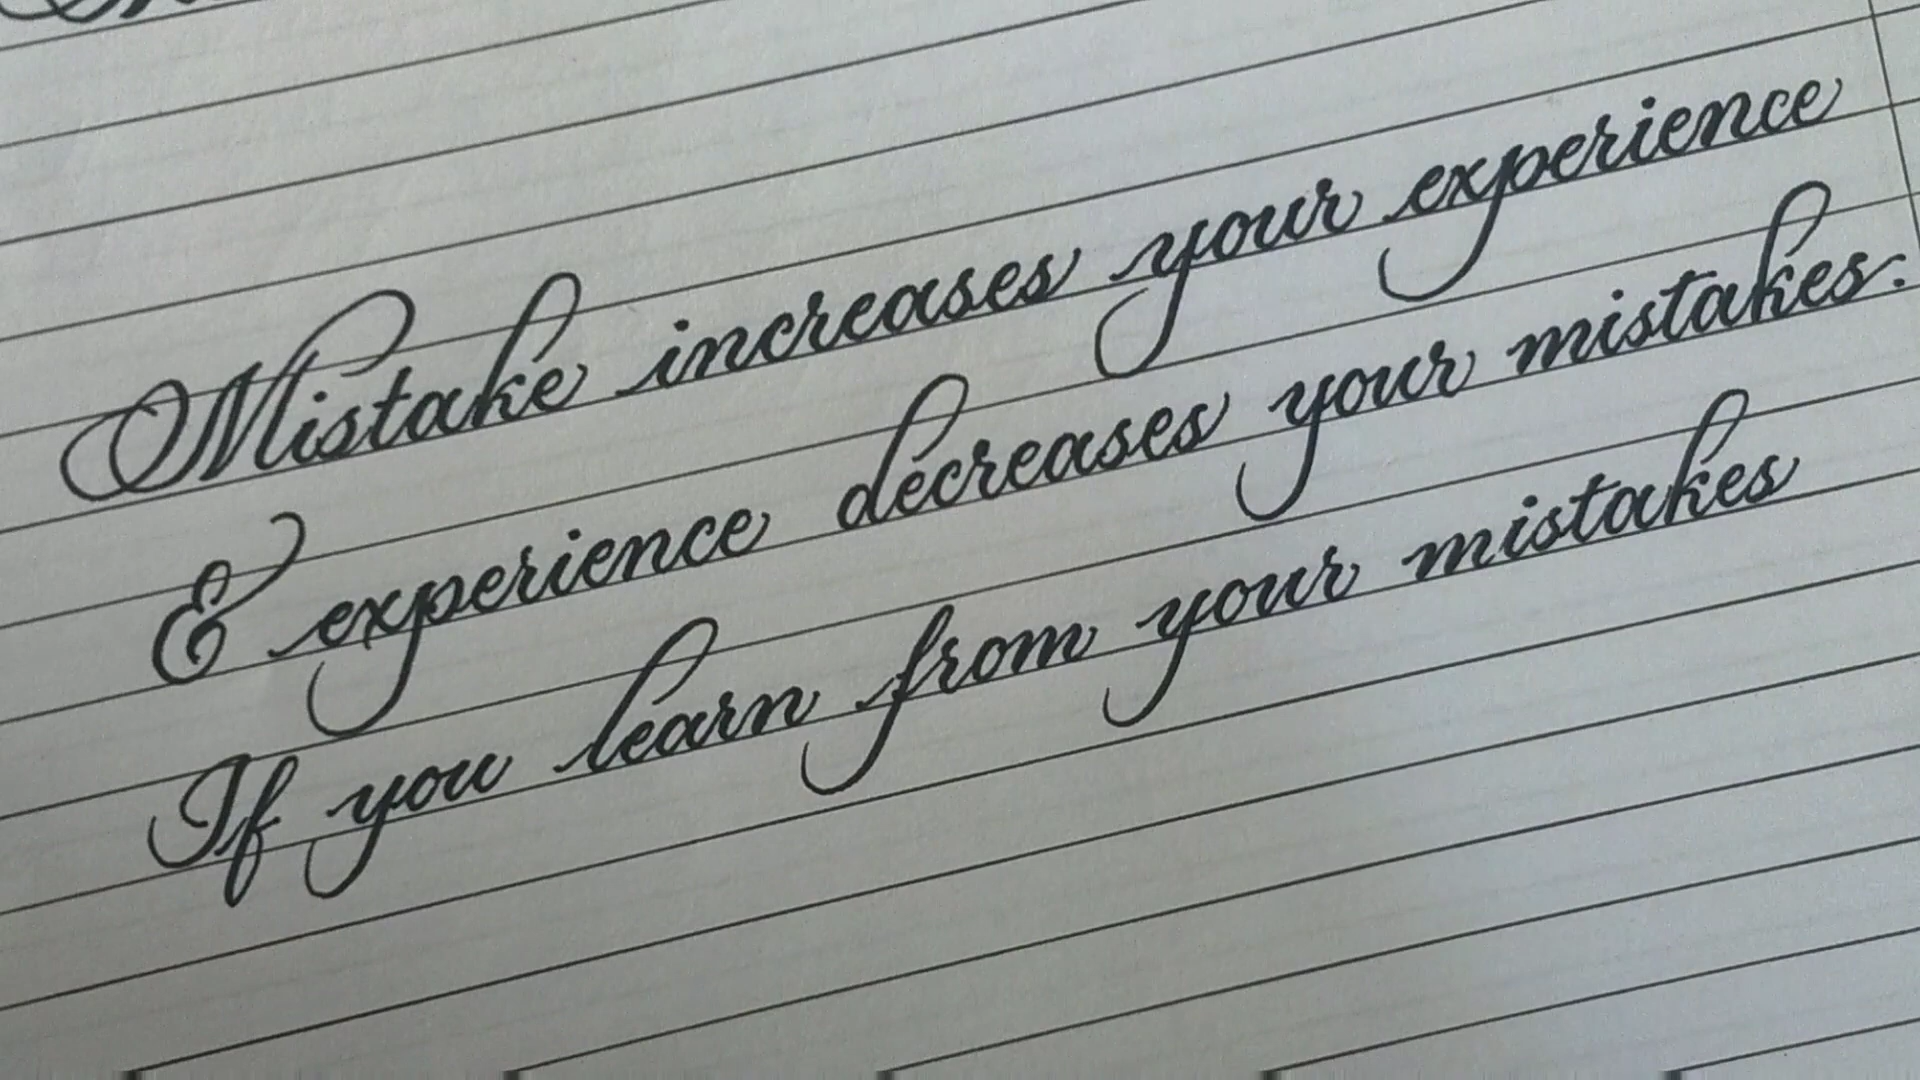 Mistake increases your experience
& experience decreases your mistakes.
If you learn from your mistakes